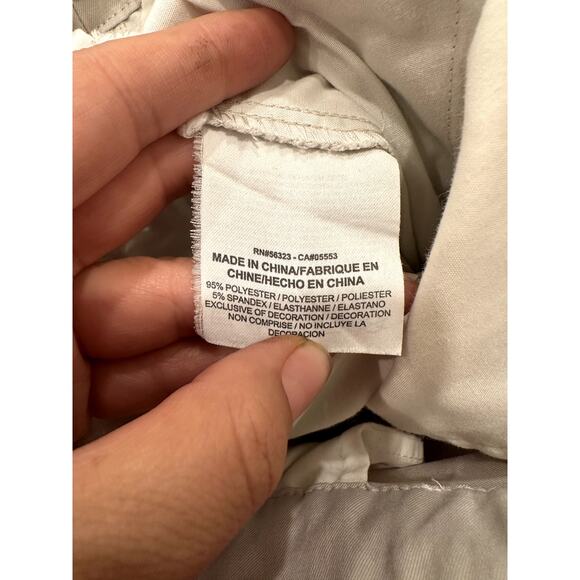 RN#56323 - CA#05553
MADE IN CHINA/FABRIQUE EN
CHINE/HECHO EN CHINA
95% POLYESTER / POLYESTER / POLIESTER
5% SPANDEX / ELASTHANNE / ELASTANO
EXCLUSIVE OF DECORATION / DECORATION
NON COMPRISE / NO INCLUYE LA
DECORACION